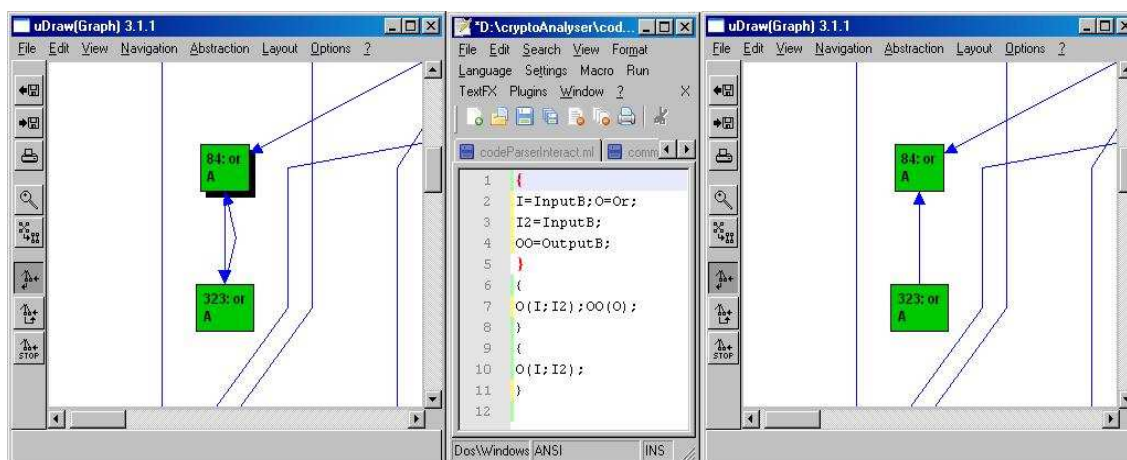 uDraw(Graph) 3.1.1
File Edit View Navigation Abstraction Layout Options ?
84: or
A
323: or
A
STOP
*D:\cryptoAnalyser\cod...
File Edit Search View Format
Language Settings Macro Run
TextFX Plugins Window ? X
codeParserInteract.ml comm
1 {
2 I=InputB;O=Or;
3 I2=InputB;
4 OO=OutputB;
5 }
6 {
7 O(I;I2);OO(O);
8 }
9 {
10 O(I;I2);
11 }
12
Dos\Windows ANSI INS
uDraw(Graph) 3.1.1
File Edit View Navigation Abstraction Layout Options ?
84: or
A
323: or
A
STOP